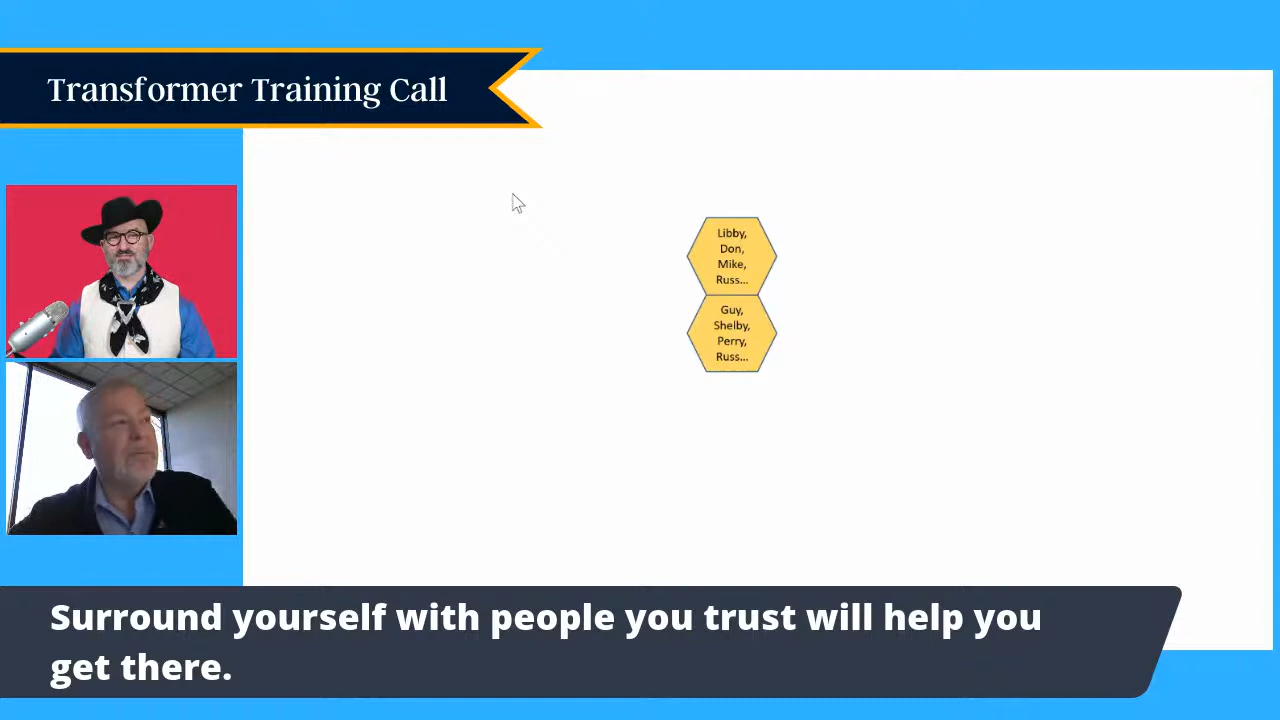 Transformer Training Call
Libby,
Don,
Mike,
Russ...
Guy,
Shelby,
Perry,
Russ...
Surround yourself with people you trust will help you
get there.